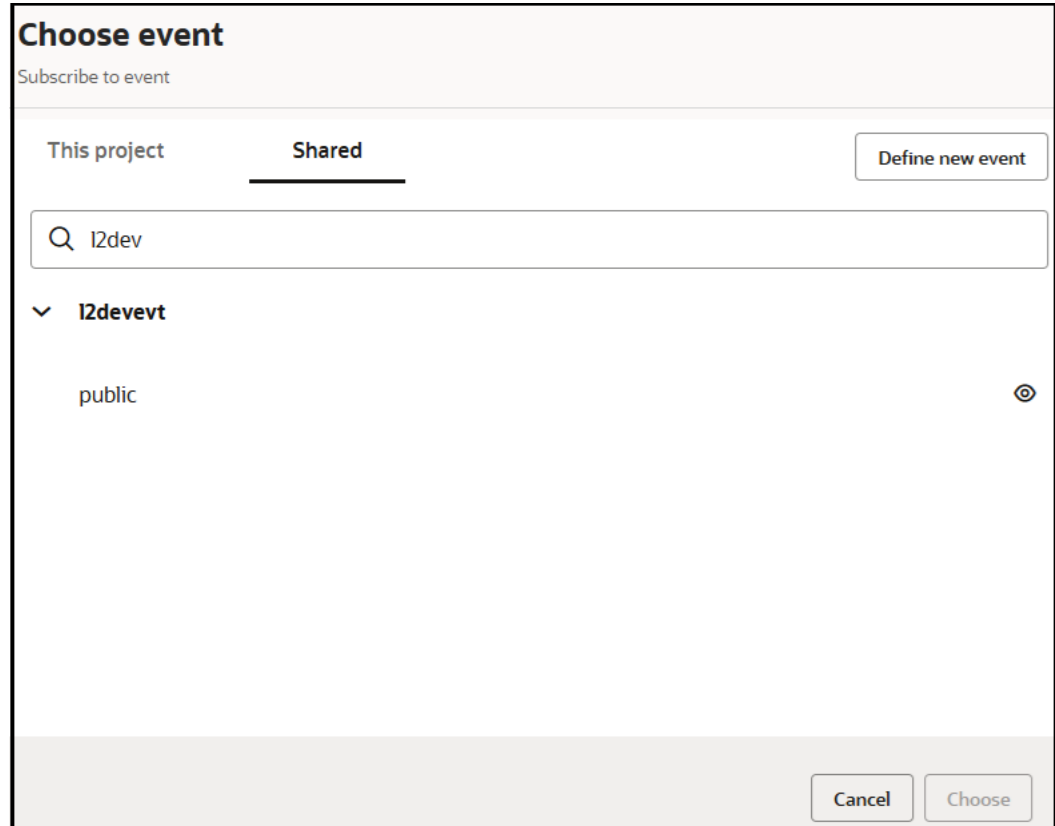 Choose event
Subscribe to event
This project
Shared
Define new event
l2dev
l2devevt
public
Cancel
Choose